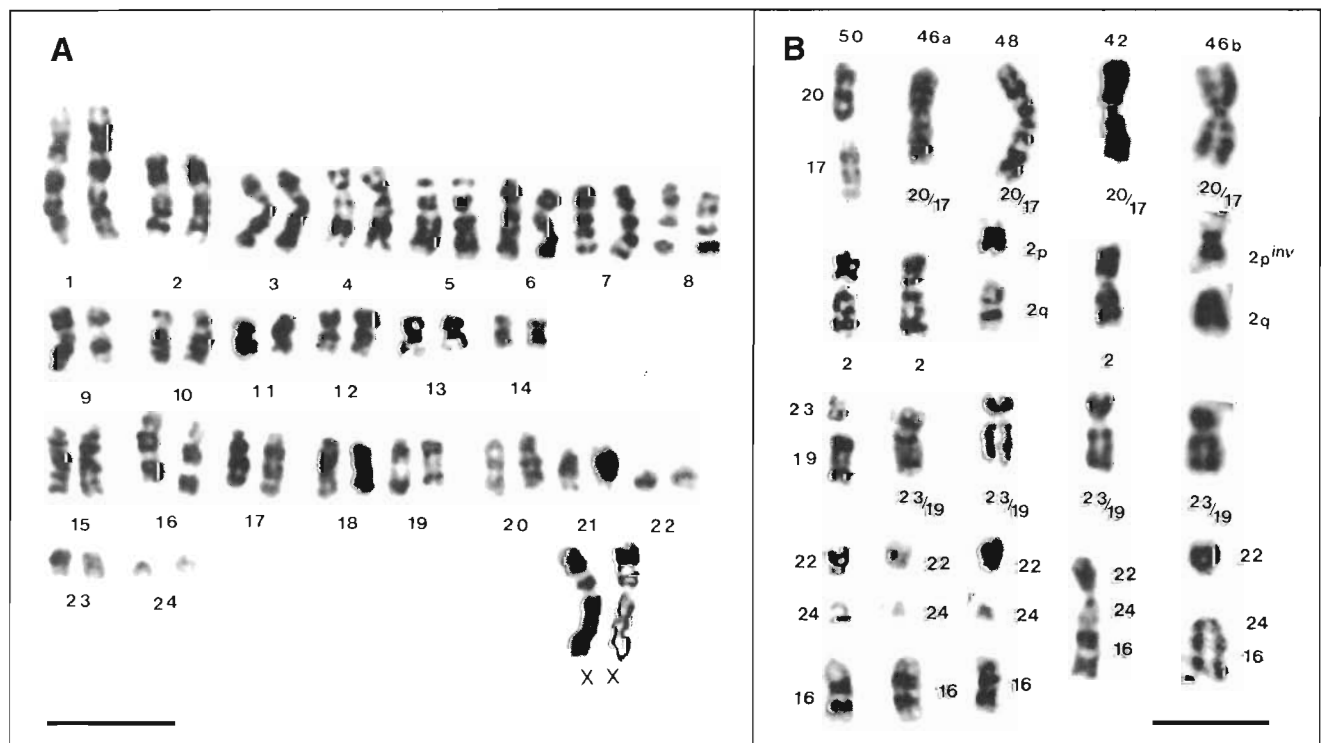 A
1 2 3 4 5 6 7 8
9 10 11 12 13 14
15 16 17 18 19 20 21 22
23 24
X X
B
50 46a 48 42 46b
20
17
20/17 20/17 20/17 20/17
2p 2p inv
2q 2q
2 2 2
23
19
23/19 23/19 23/19 23/19
22 22 22 22 22
24 24 24 24 24
16 16 16 16 16